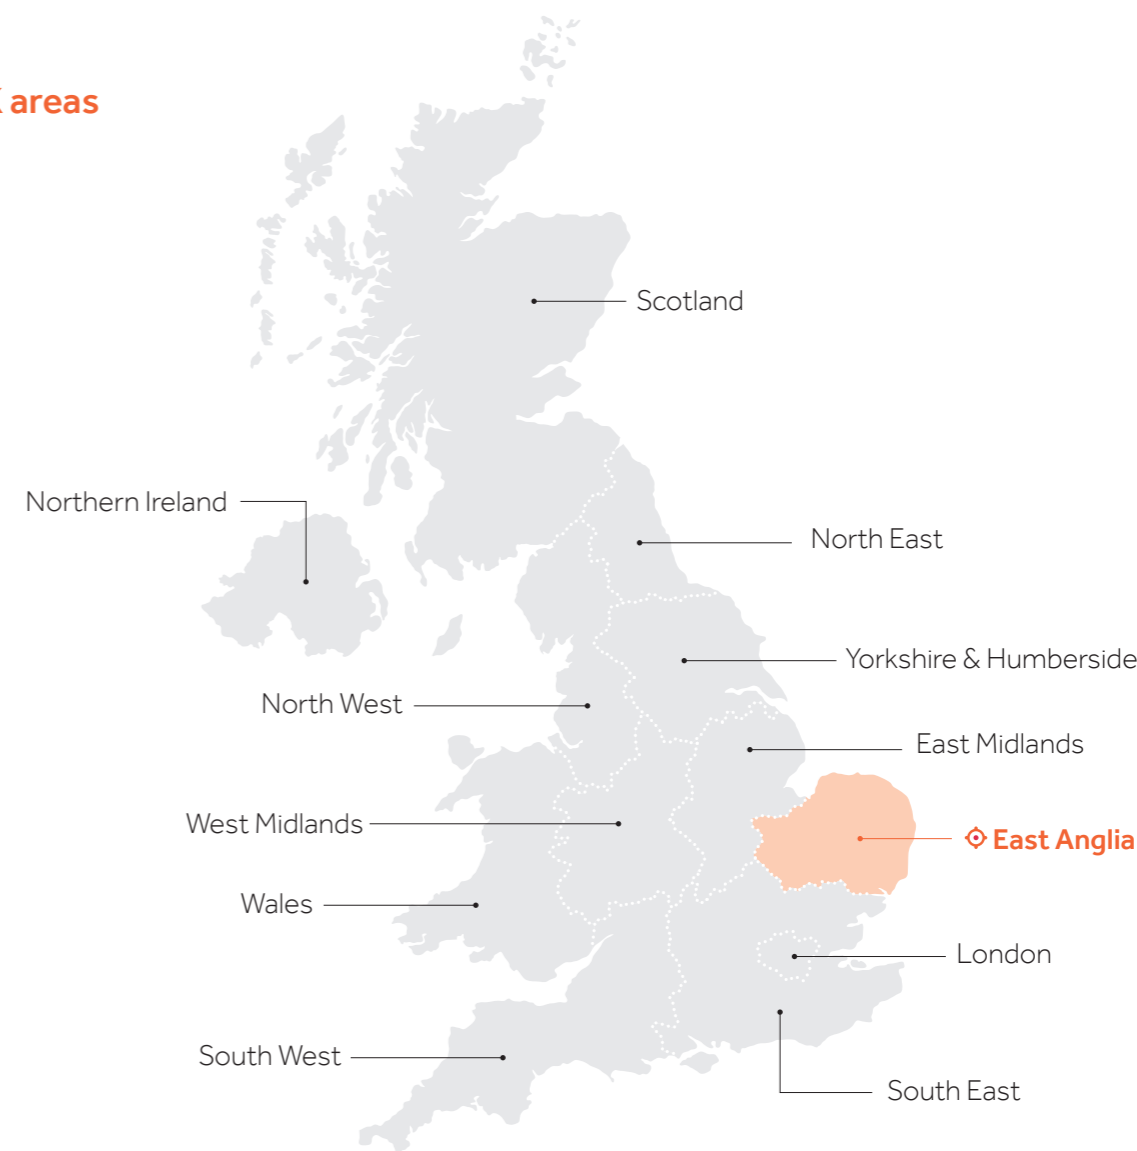 areas
Scotland
Northern Ireland
North East
Yorkshire & Humberside
North West
East Midlands
West Midlands
East Anglia
Wales
London
South West
South East